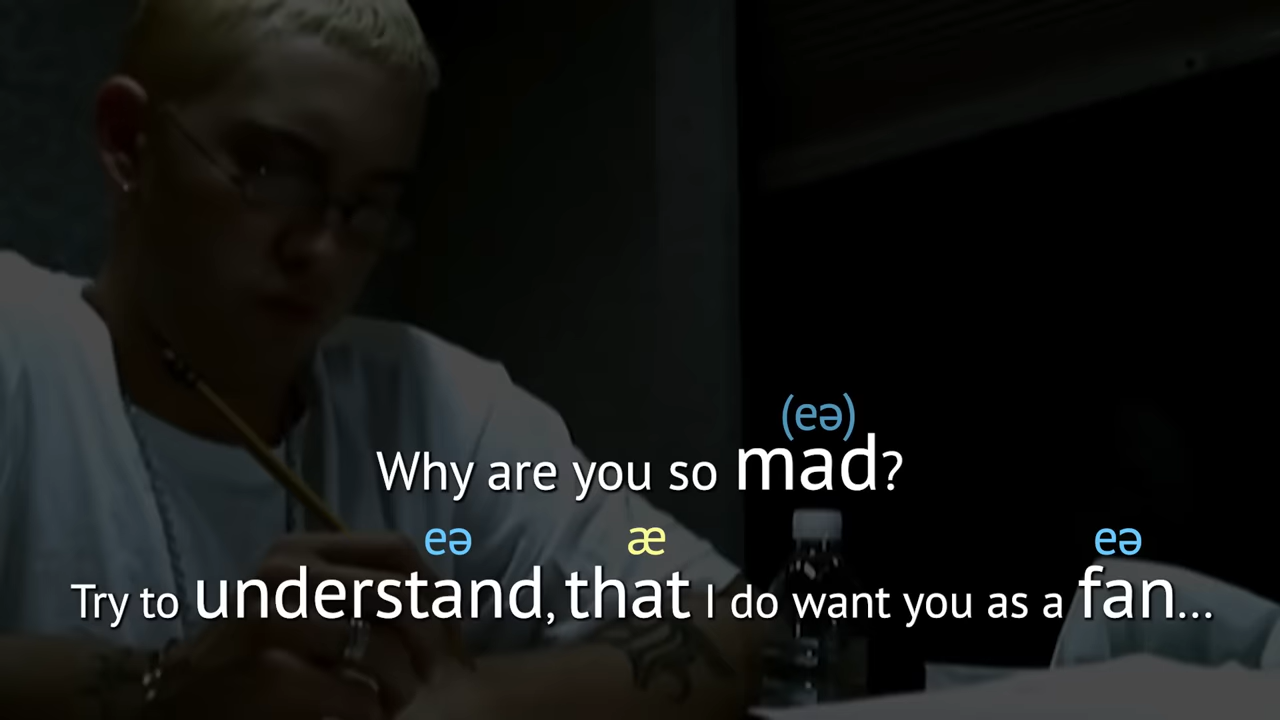 (eə)
Why are you so mad?
eə æ eə
Try to understand, that I do want you as a fan...